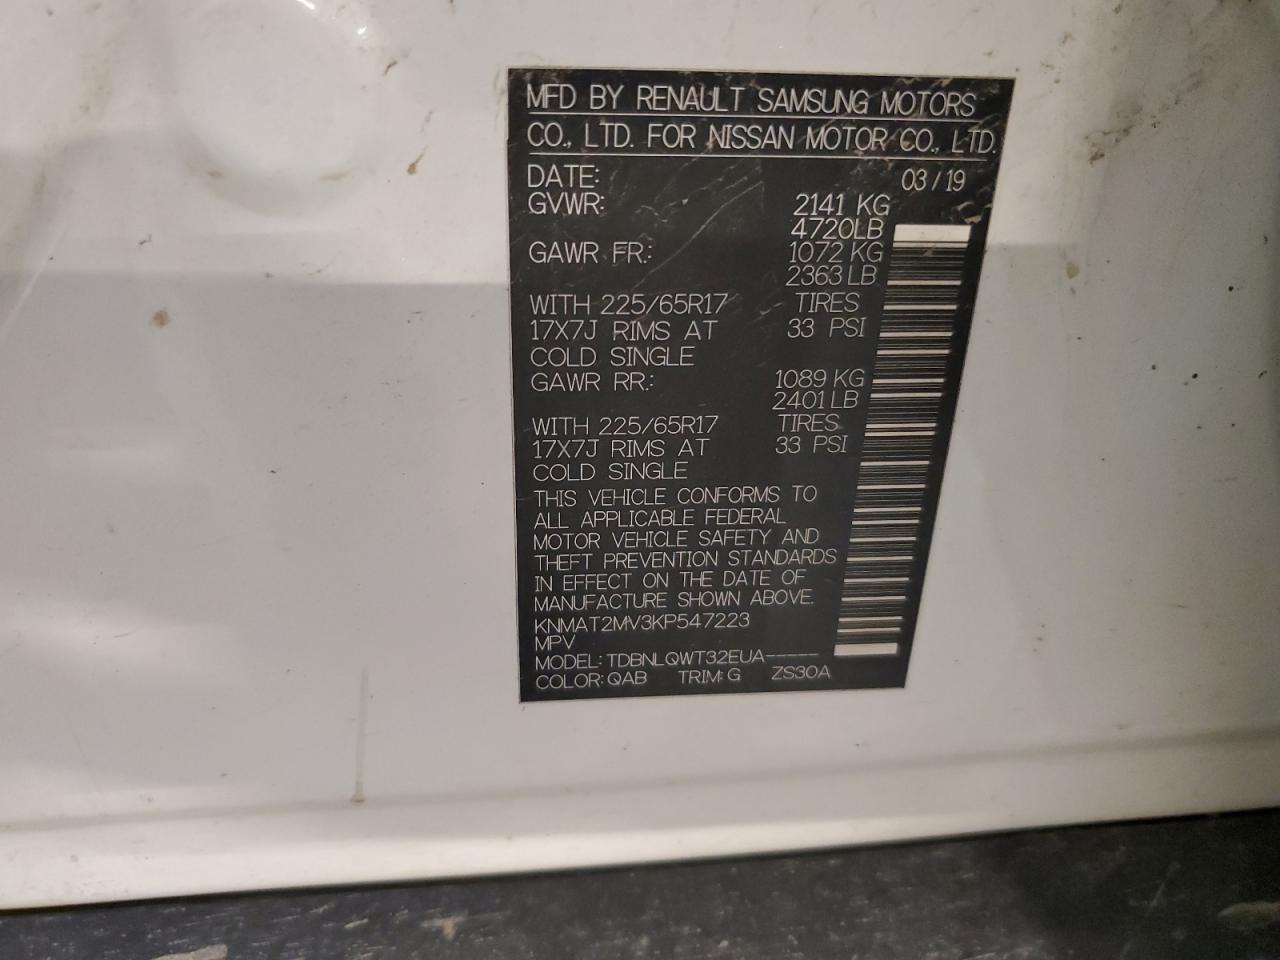 MFD BY RENAULT SAMSUNG MOTORS
CO., LTD. FOR NISSAN MOTOR CO., LTD.
DATE: 03/19
GVWR: 2141 KG
4720LB
GAWR FR.: 1072 KG
2363 LB
WITH 225/65R17 TIRES
17X7J RIMS AT 33 PSI
COLD SINGLE
GAWR RR.: 1089 KG
2401 LB
WITH 225/65R17 TIRES
17X7J RIMS AT 33 PSI
COLD SINGLE
THIS VEHICLE CONFORMS TO
ALL APPLICABLE FEDERAL
MOTOR VEHICLE SAFETY AND
THEFT PREVENTION STANDARDS
IN EFFECT ON THE DATE OF
MANUFACTURE SHOWN ABOVE.
KNMAT2MV3KP547223
MPV
MODEL: TDBNLQWT32EUA-----
COLOR: QAB TRIM: G ZS30A